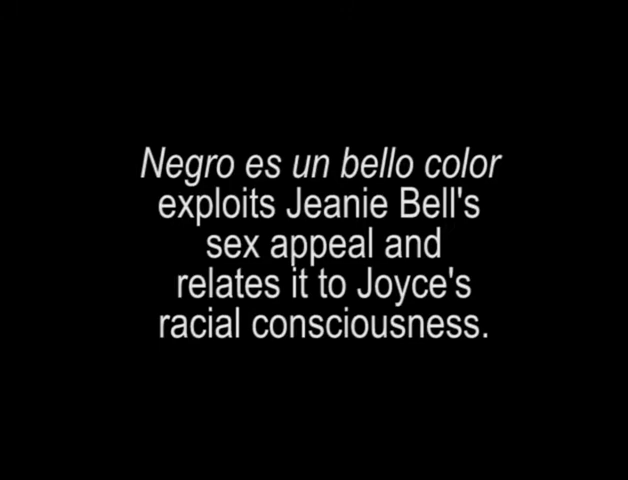 Negro es un bello color
exploits Jeanie Bell's
sex appeal and
relates it to Joyce's
racial consciousness.